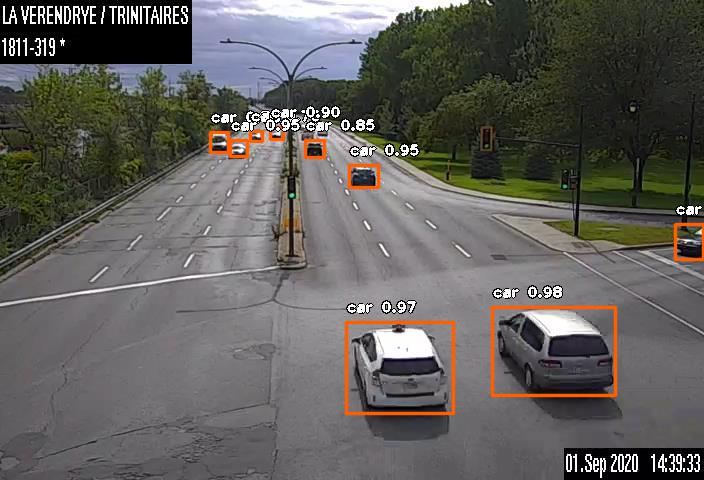 LA VERENDRYE / TRINITAIRES
1811-319 *
car
car 0.90
car 0.95
car 0.85
car 0.95
car
car 0.97
car 0.98
01.Sep 2020 14:39:33